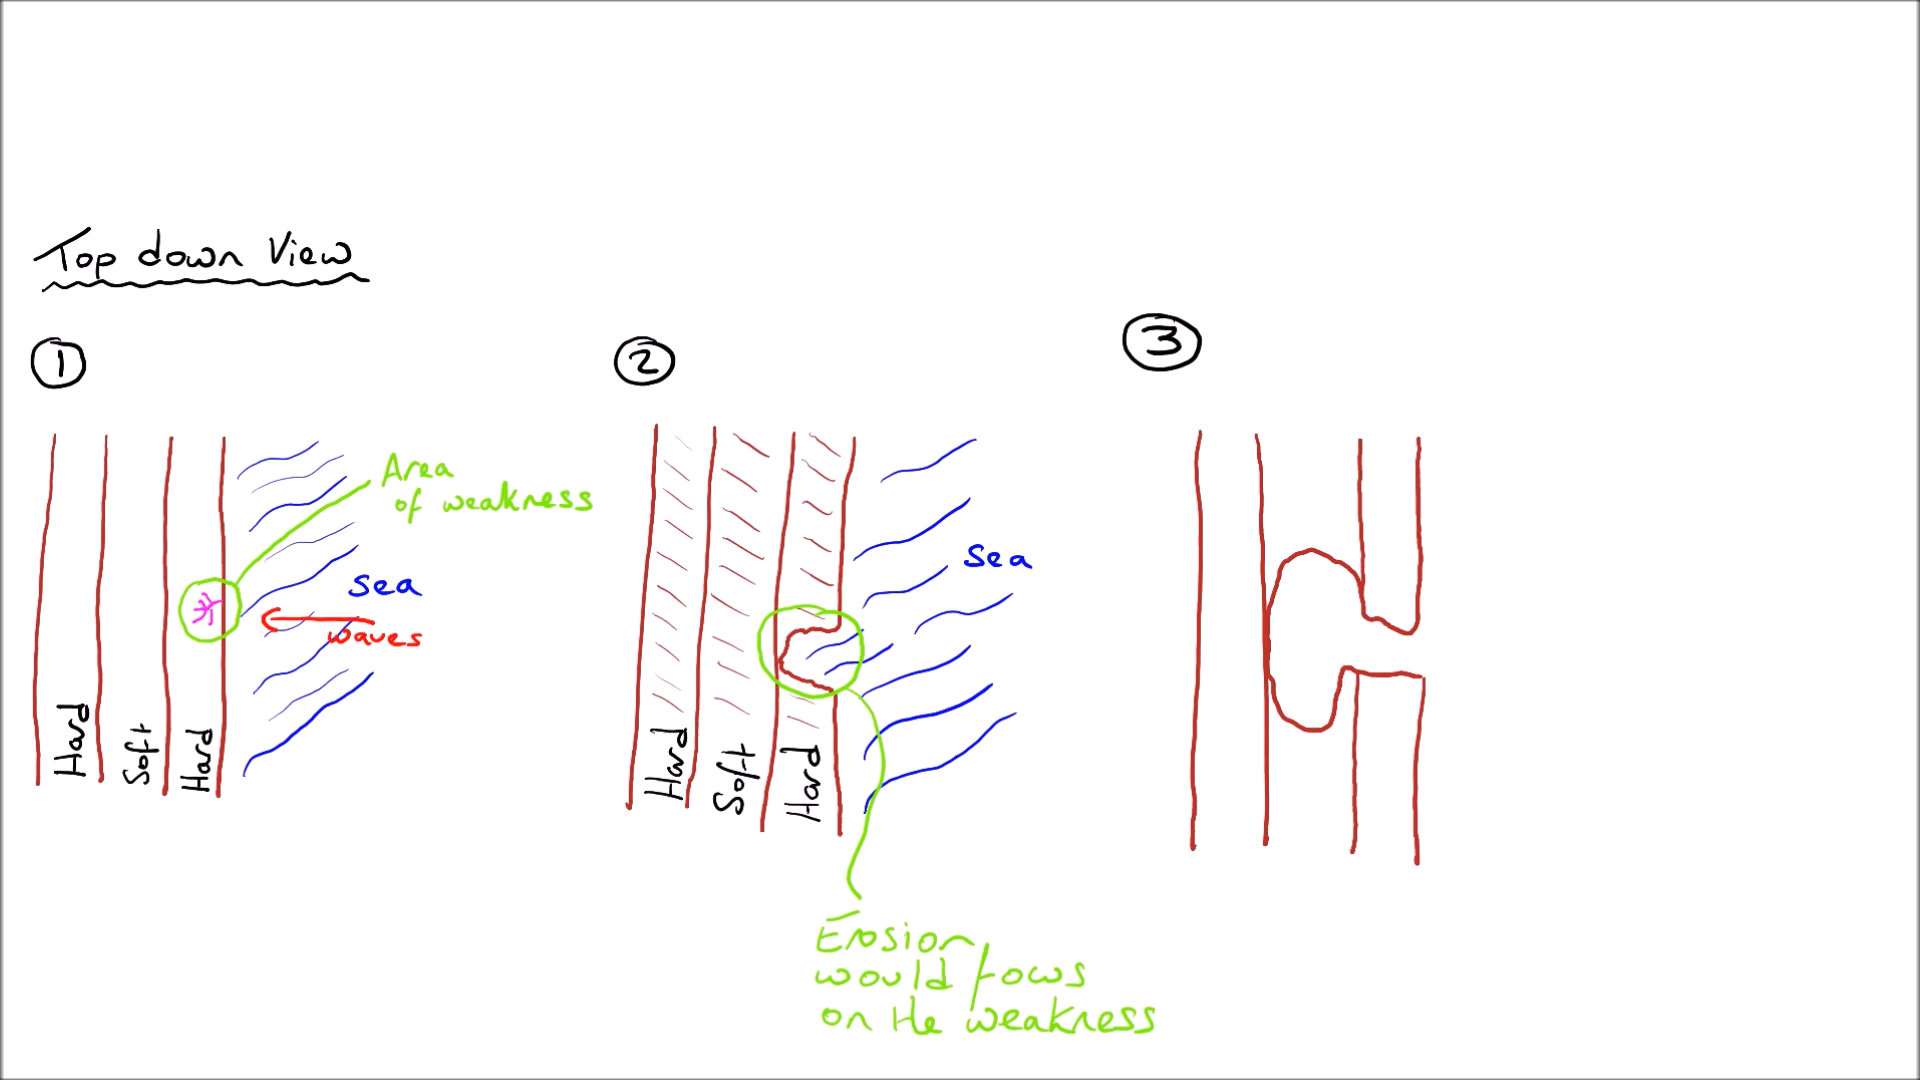 Top down View
1
2
3
Area
of weakness
sea
waves
Hard
Soft
Hard
sea
Hard
Soft
Hard
Erosion
would fows
on the weakness